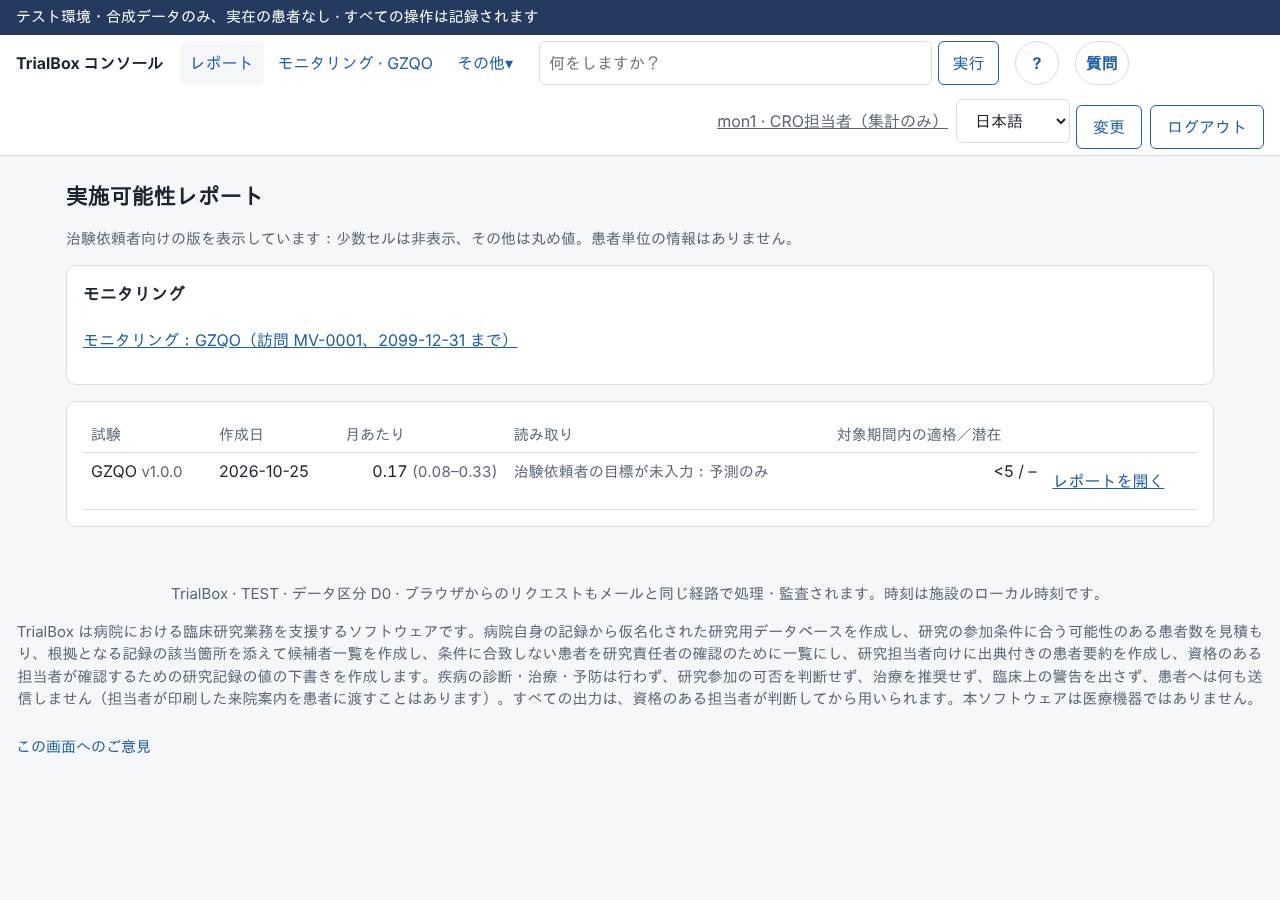 テスト環境・合成データのみ、実在の患者なし · すべての操作は記録されます
TrialBox コンソール
レポート
モニタリング · GZQO
その他▾
何をしますか？
実行
?
質問
mon1 · CRO担当者（集計のみ）
日本語
変更
ログアウト
実施可能性レポート
治験依頼者向けの版を表示しています：少数セルは非表示、その他は丸め値。患者単位の情報はありません。
モニタリング
モニタリング：GZQO（訪問 MV-0001、2099-12-31 まで）
試験 作成日 月あたり 読み取り 対象期間内の適格／潜在
GZQO v1.0.0 2026-10-25 0.17 (0.08–0.33) 治験依頼者の目標が未入力：予測のみ <5 / – レポートを開く
TrialBox · TEST · データ区分 D0 · ブラウザからのリクエストもメールと同じ経路で処理・監査されます。時刻は施設のローカル時刻です。
TrialBox は病院における臨床研究業務を支援するソフトウェアです。病院自身の記録から仮名化された研究用データベースを作成し、研究の参加条件に合う可能性のある患者数を見積も
り、根拠となる記録の該当箇所を添えて候補者一覧を作成し、条件に合致しない患者を研究責任者の確認のために一覧にし、研究担当者向けに出典付きの患者要約を作成し、資格のある
担当者が確認するための研究記録の値の下書きを作成します。疾病の診断・治療・予防は行わず、研究参加の可否を判断せず、治療を推奨せず、臨床上の警告を出さず、患者へは何も送
信しません（担当者が印刷した来院案内を患者に渡すことはあります）。すべての出力は、資格のある担当者が判断してから用いられます。本ソフトウェアは医療機器ではありません。
この画面へのご意見